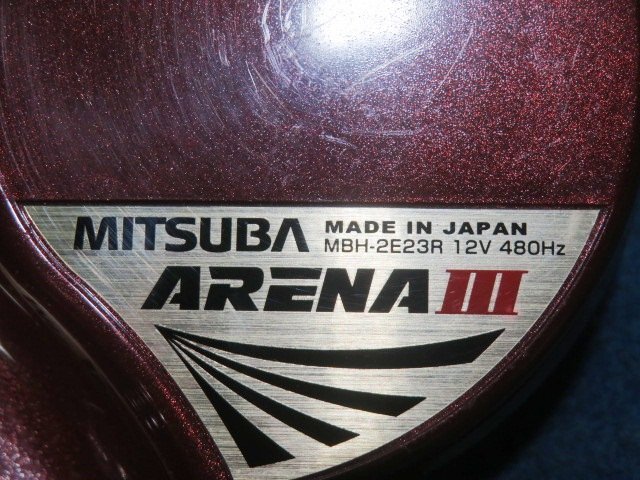 MITSUBA MADE IN JAPAN
MBH-2E23R 12V 480Hz
ARENA III